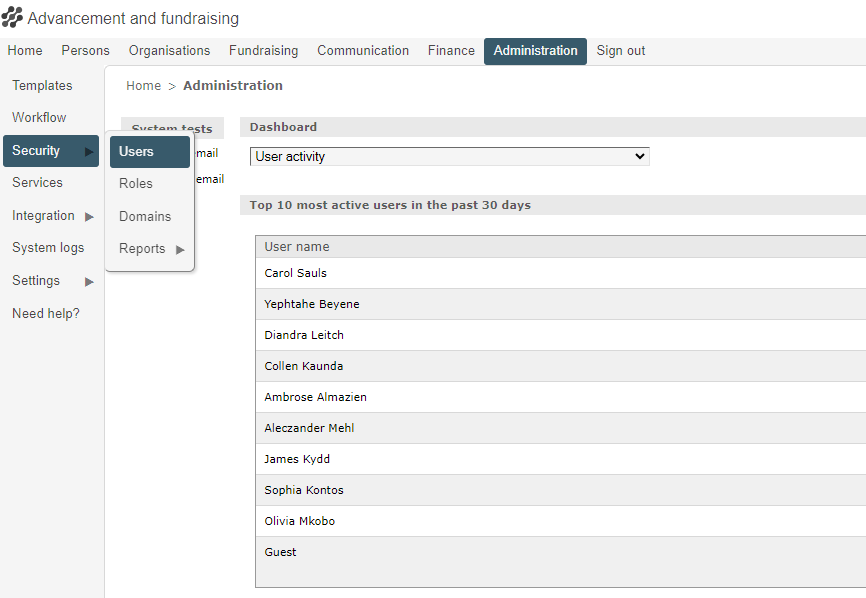 Advancement and fundraising
Home Persons Organisations Fundraising Communication Finance Administration Sign out
Templates
Workflow
Security
Services
Integration
System logs
Settings
Need help?
Users
Roles
Domains
Reports
Home > Administration
System tests
email
email
Dashboard
User activity
Top 10 most active users in the past 30 days
User name
Carol Sauls
Yephtahe Beyene
Diandra Leitch
Collen Kaunda
Ambrose Almazien
Aleczander Mehl
James Kydd
Sophia Kontos
Olivia Mkobo
Guest